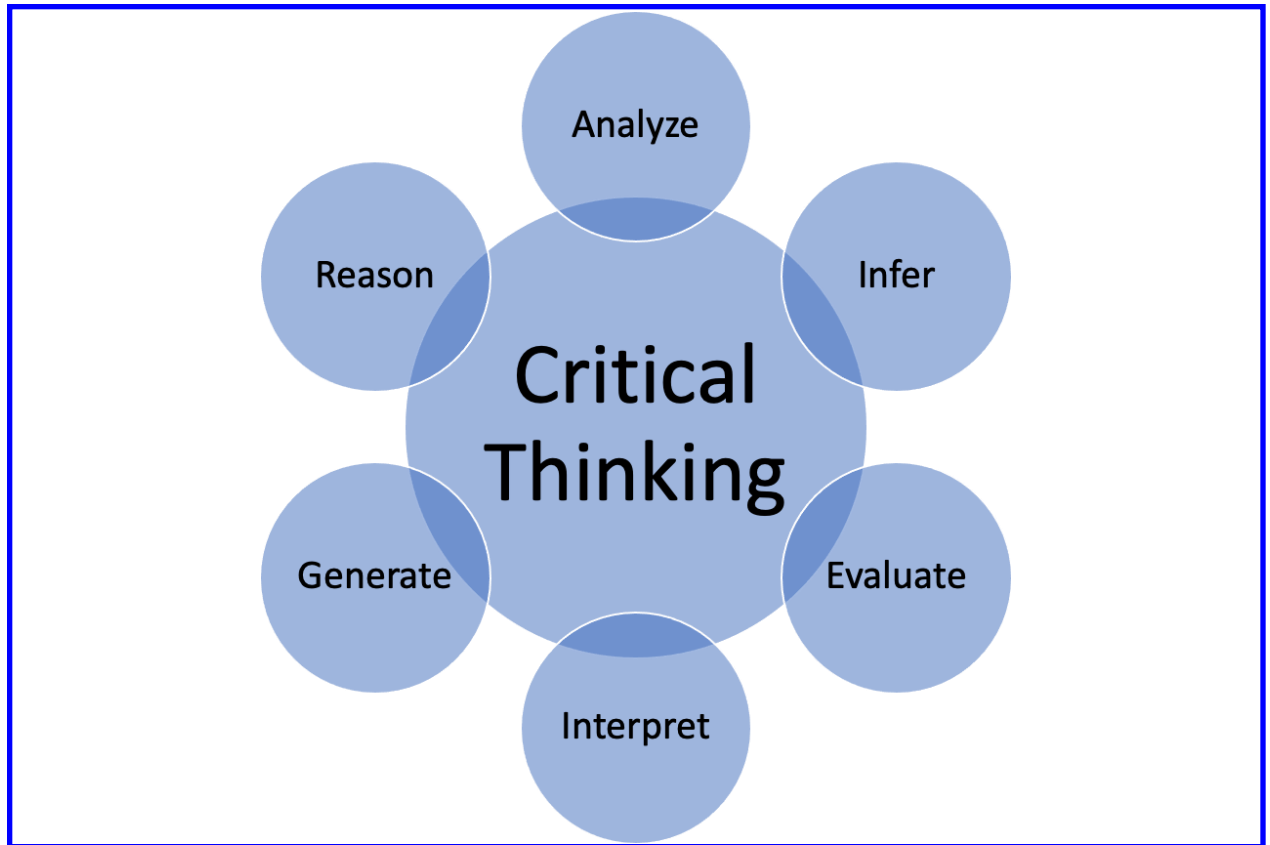 Analyze
Reason
Infer
Critical
Thinking
Generate
Evaluate
Interpret